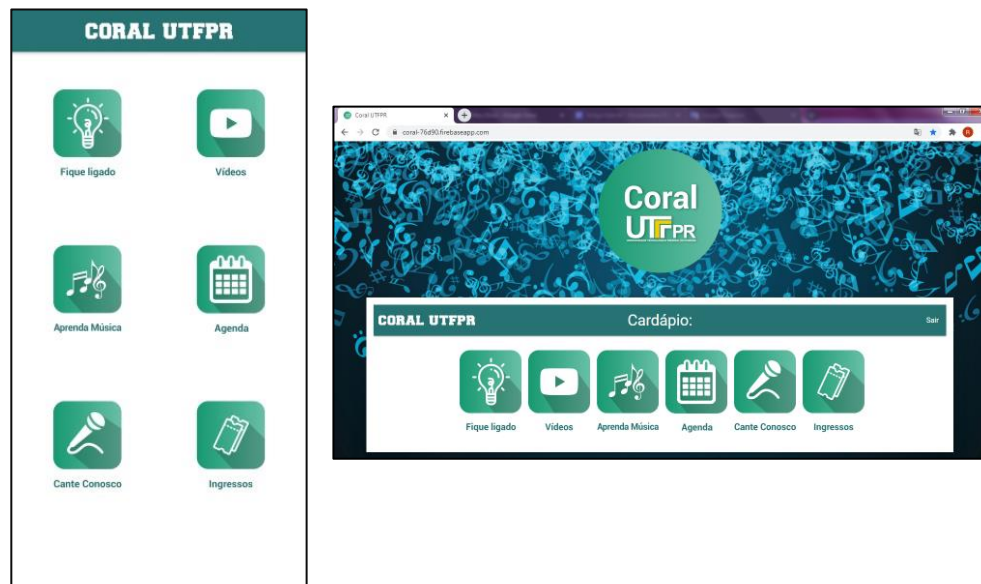 CORAL UTFPR
Fique ligado
Vídeos
Aprenda Música
Agenda
Cante Conosco
Ingressos
Coral UTFPR
coral-76d90.firebaseapp.com
Coral
UTFPR
CORAL UTFPR
Cardápio:
Sair
Fique ligado
Vídeos
Aprenda Música
Agenda
Cante Conosco
Ingressos